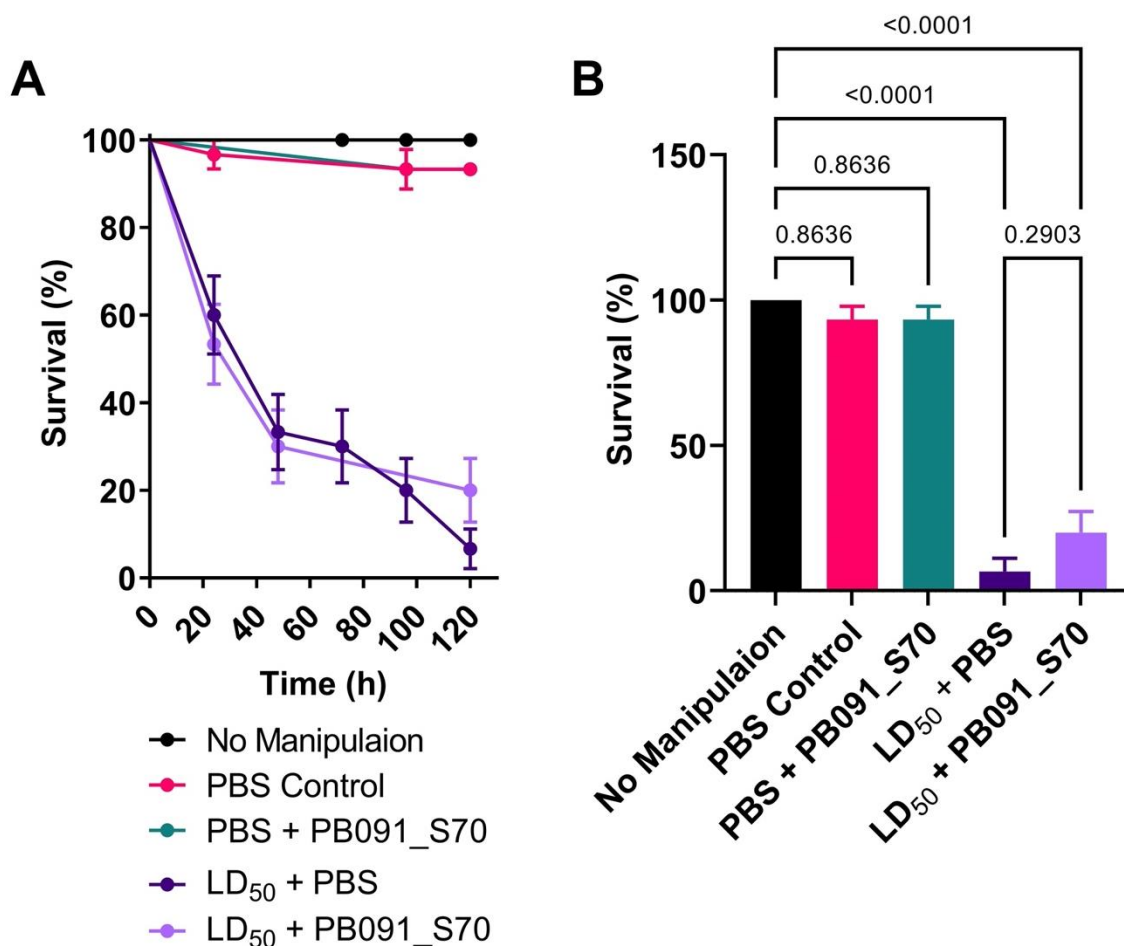 A
Survival (%)
100
80
60
40
20
0
0 20 40 60 80 100 120
Time (h)
No Manipulaion
PBS Control
PBS + PB091_S70
LD₅₀ + PBS
LD₅₀ + PB091_S70
B
<0.0001
<0.0001
0.8636
0.8636
0.2903
Survival (%)
150
100
50
0
No Manipulaion
PBS Control
PBS + PB091_S70
LD₅₀ + PBS
LD₅₀ + PB091_S70